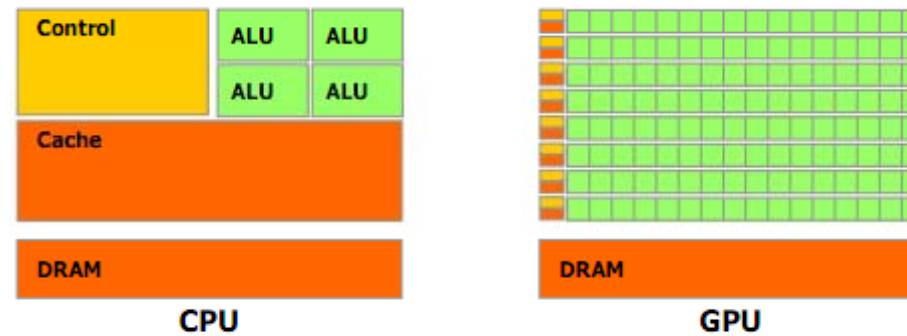 Control
ALU ALU
ALU ALU
Cache
DRAM
CPU
DRAM
GPU